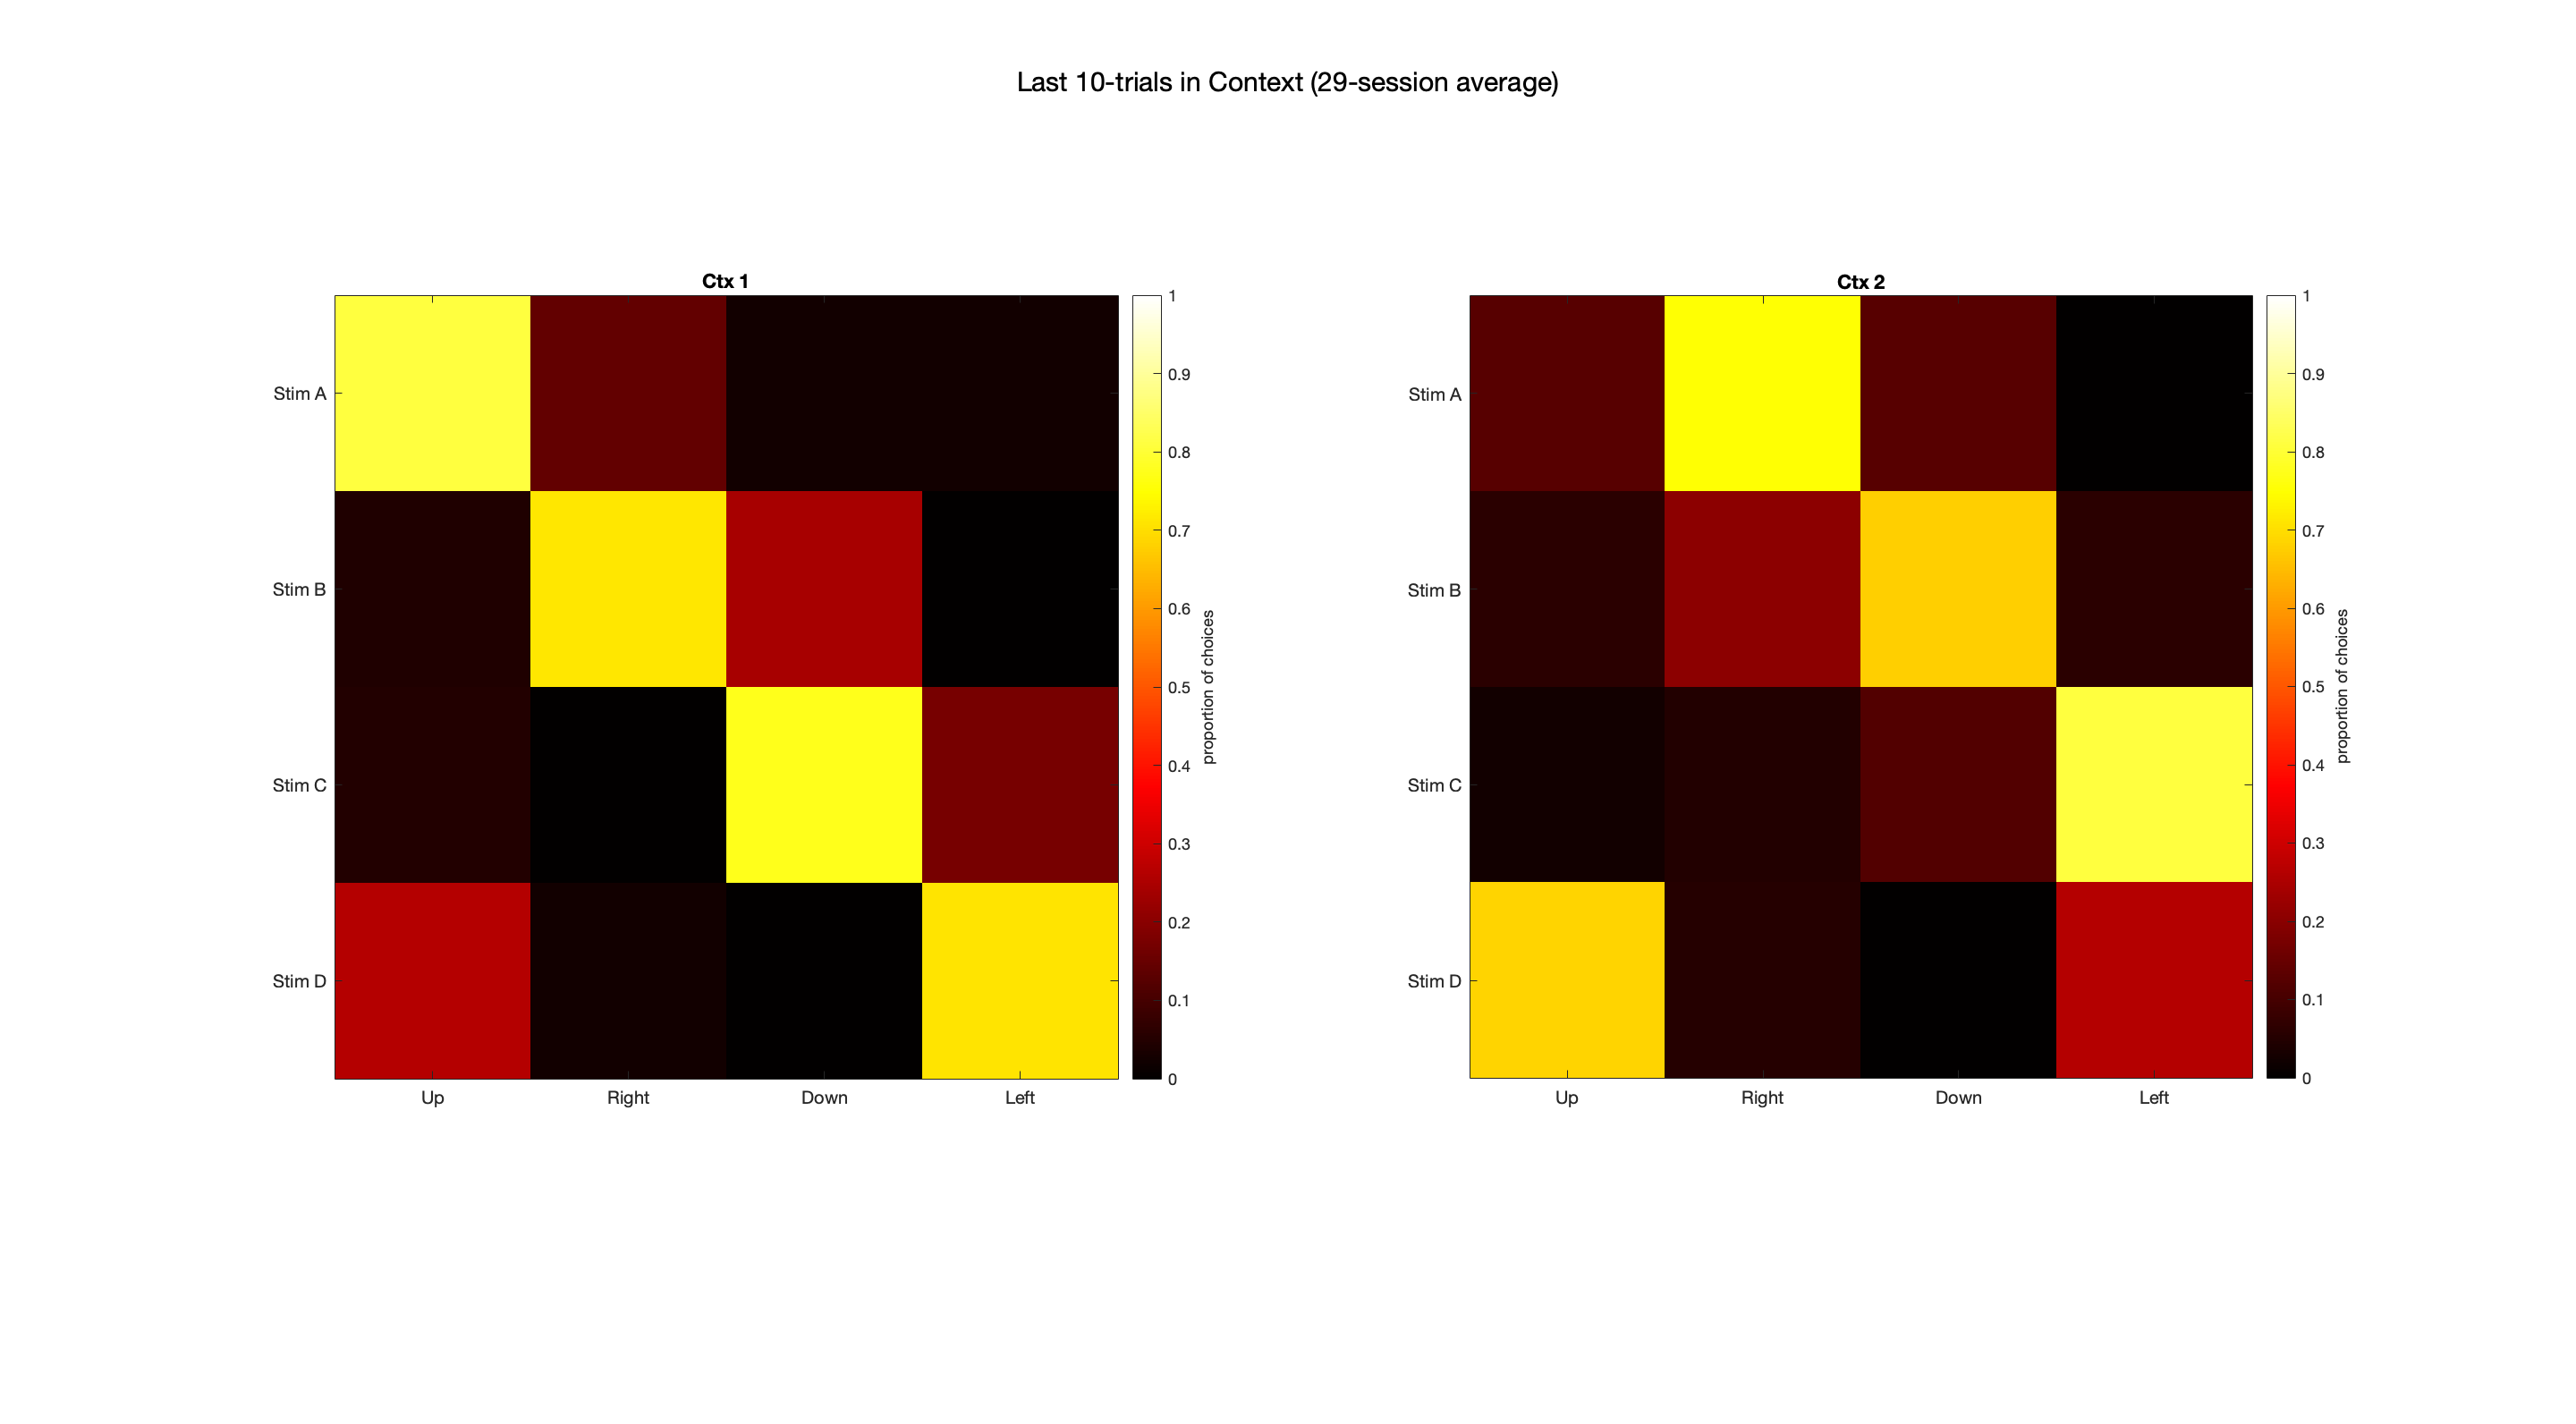 Last 10-trials in Context (29-session average)
Ctx 1
Stim A
Stim B
Stim C
Stim D
Up Right Down Left
1
0.9
0.8
0.7
0.6
0.5
0.4
0.3
0.2
0.1
0
proportion of choices
Ctx 2
Stim A
Stim B
Stim C
Stim D
Up Right Down Left
1
0.9
0.8
0.7
0.6
0.5
0.4
0.3
0.2
0.1
0
proportion of choices